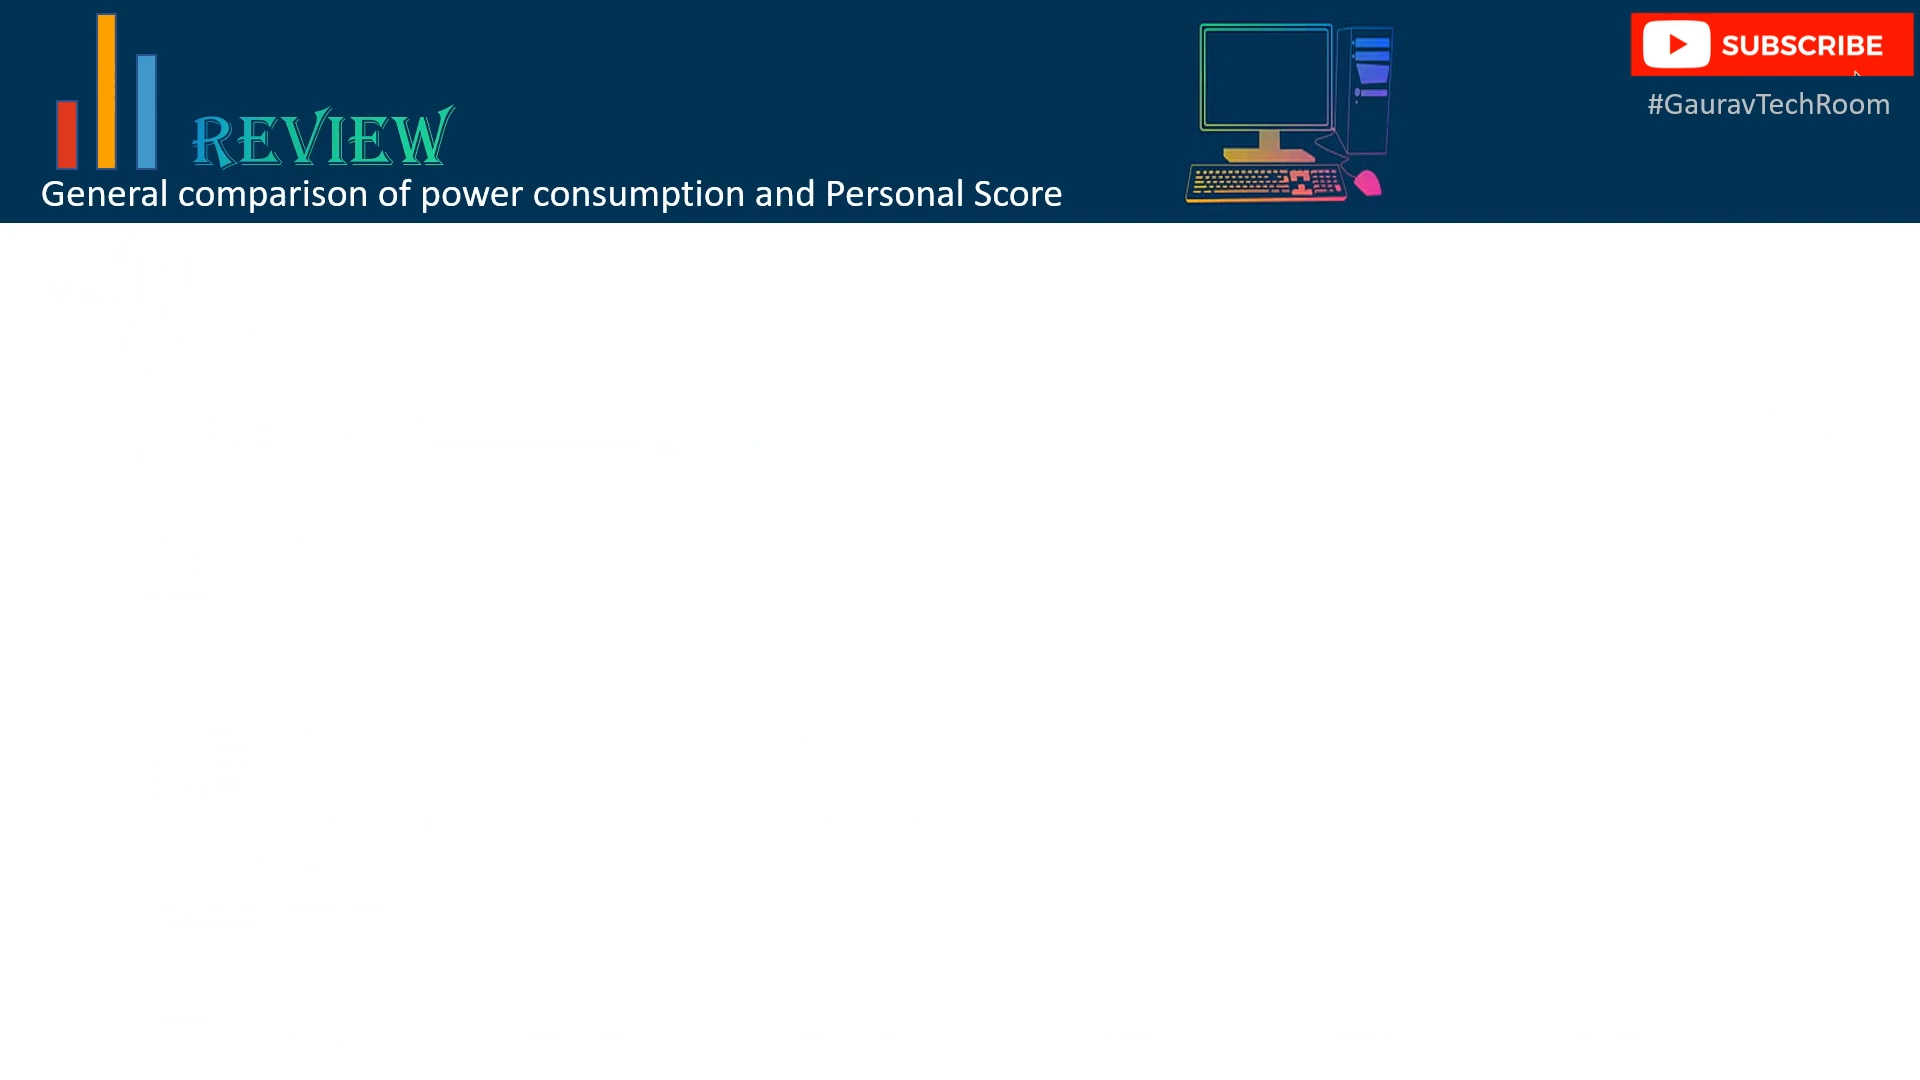 SUBSCRIBE
#GauravTechRoom
REVIEW
General comparison of power consumption and Personal Score